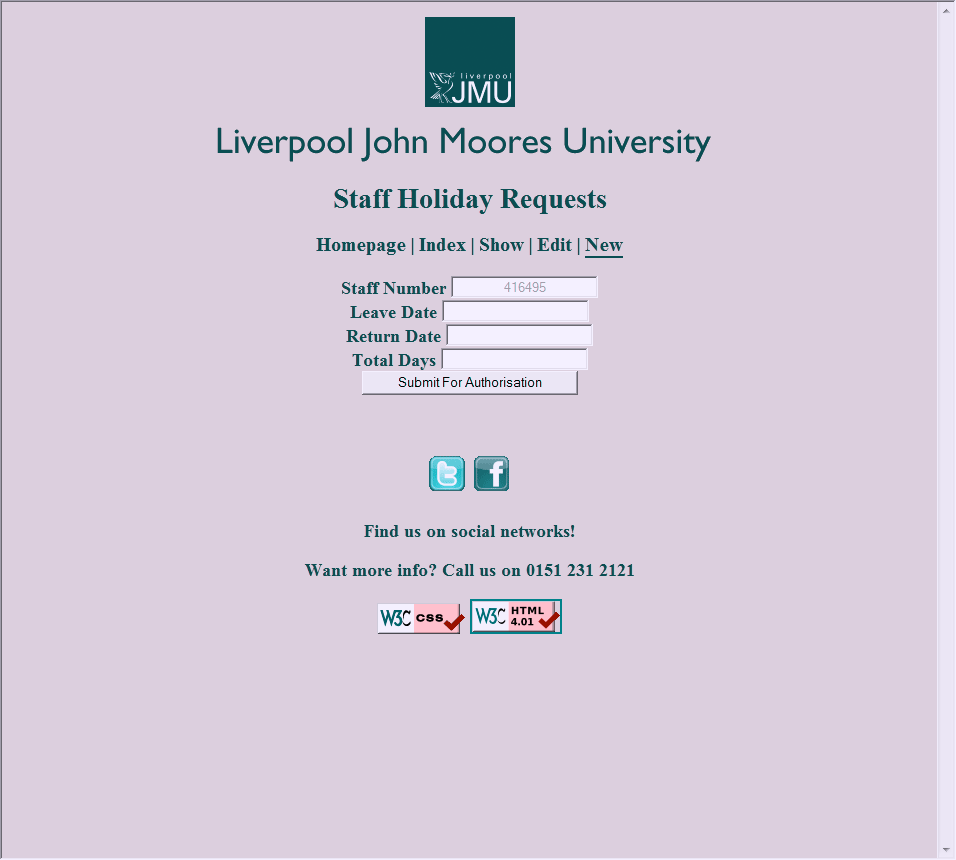 liverpool
JMU
Liverpool John Moores University
Staff Holiday Requests
Homepage | Index | Show | Edit | New
Staff Number 416495
Leave Date
Return Date
Total Days
Submit For Authorisation
t f
Find us on social networks!
Want more info? Call us on 0151 231 2121
W3C css W3C HTML 4.01